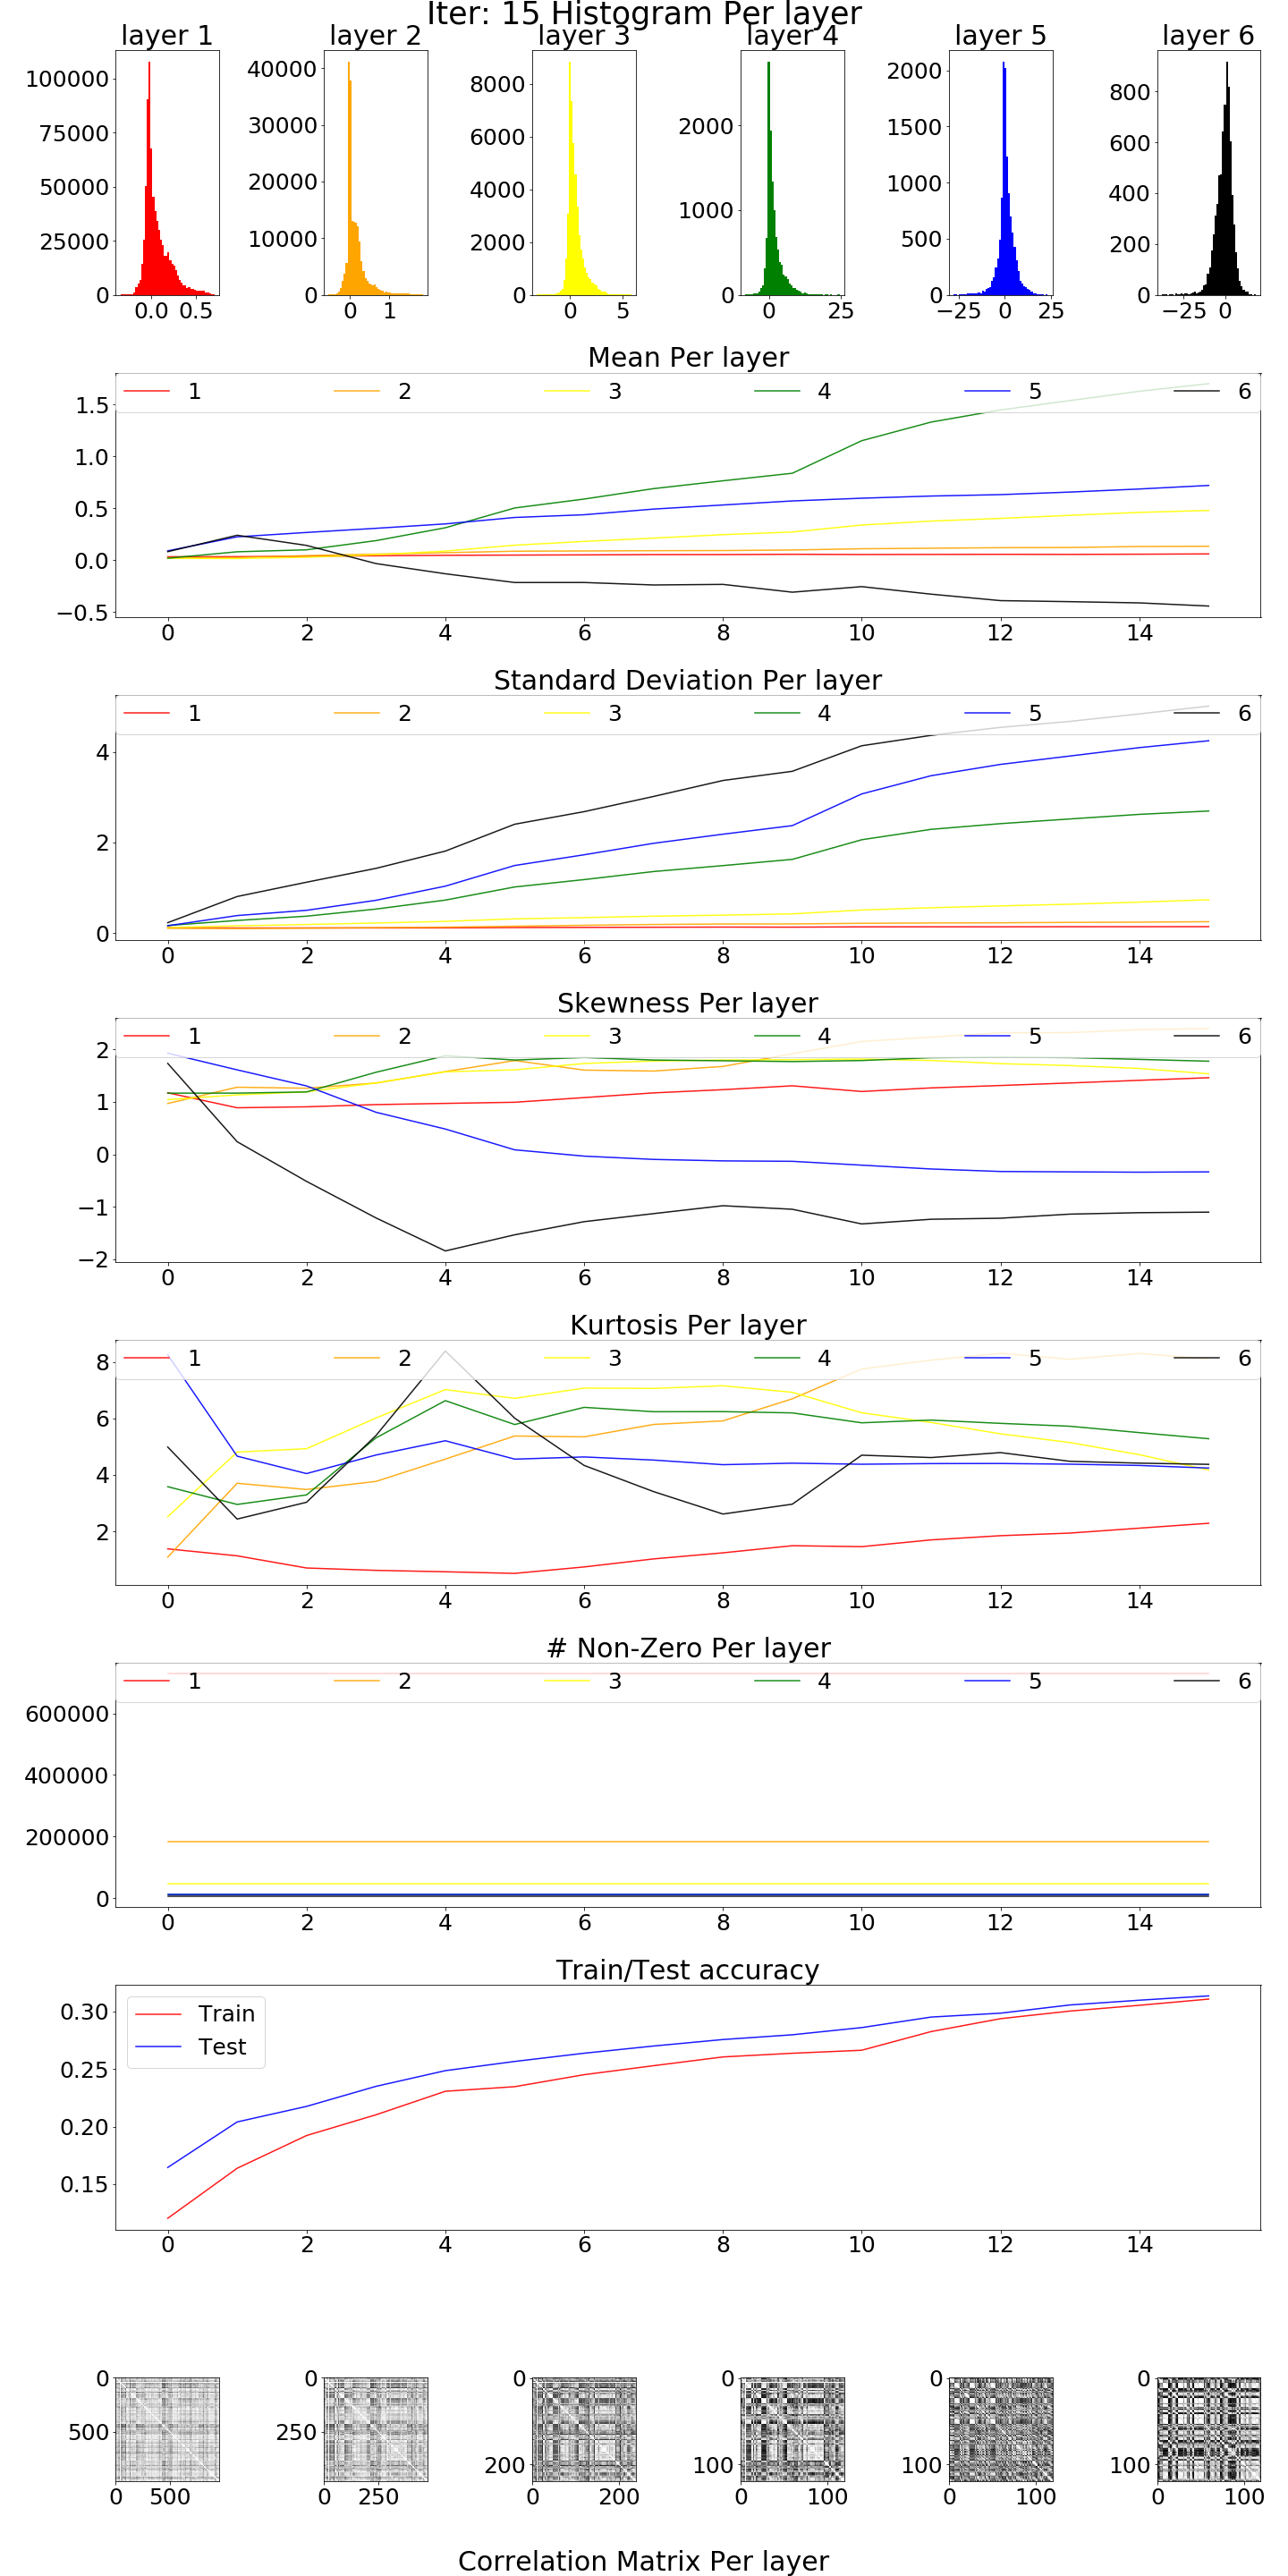 Iter: 15 Histogram Per layer
layer 1 layer 2 layer 3 layer 4 layer 5 layer 6
100000 75000 50000 25000 0
0.0 0.5
40000 30000 20000 10000 0
0 1
8000 6000 4000 2000 0
0 5
2000 1000 0
0 25
2000 1500 1000 500 0
−25 0 25
800 600 400 200 0
−25 0
Mean Per layer
1 2 3 4 5 6
1.5
1.0
0.5
0.0
−0.5
0 2 4 6 8 10 12 14
Standard Deviation Per layer
1 2 3 4 5 6
4
2
0
0 2 4 6 8 10 12 14
Skewness Per layer
1 2 3 4 5 6
2
1
0
−1
−2
0 2 4 6 8 10 12 14
Kurtosis Per layer
1 2 3 4 5 6
8
6
4
2
0 2 4 6 8 10 12 14
# Non-Zero Per layer
1 2 3 4 5 6
600000
400000
200000
0
0 2 4 6 8 10 12 14
Train/Test accuracy
Train
Test
0.30
0.25
0.20
0.15
0 2 4 6 8 10 12 14
0 500
0 500
0 250
0 250
0 200
0 200
0 100
0 100
0 100
0 100
0 100
0 100
Correlation Matrix Per layer